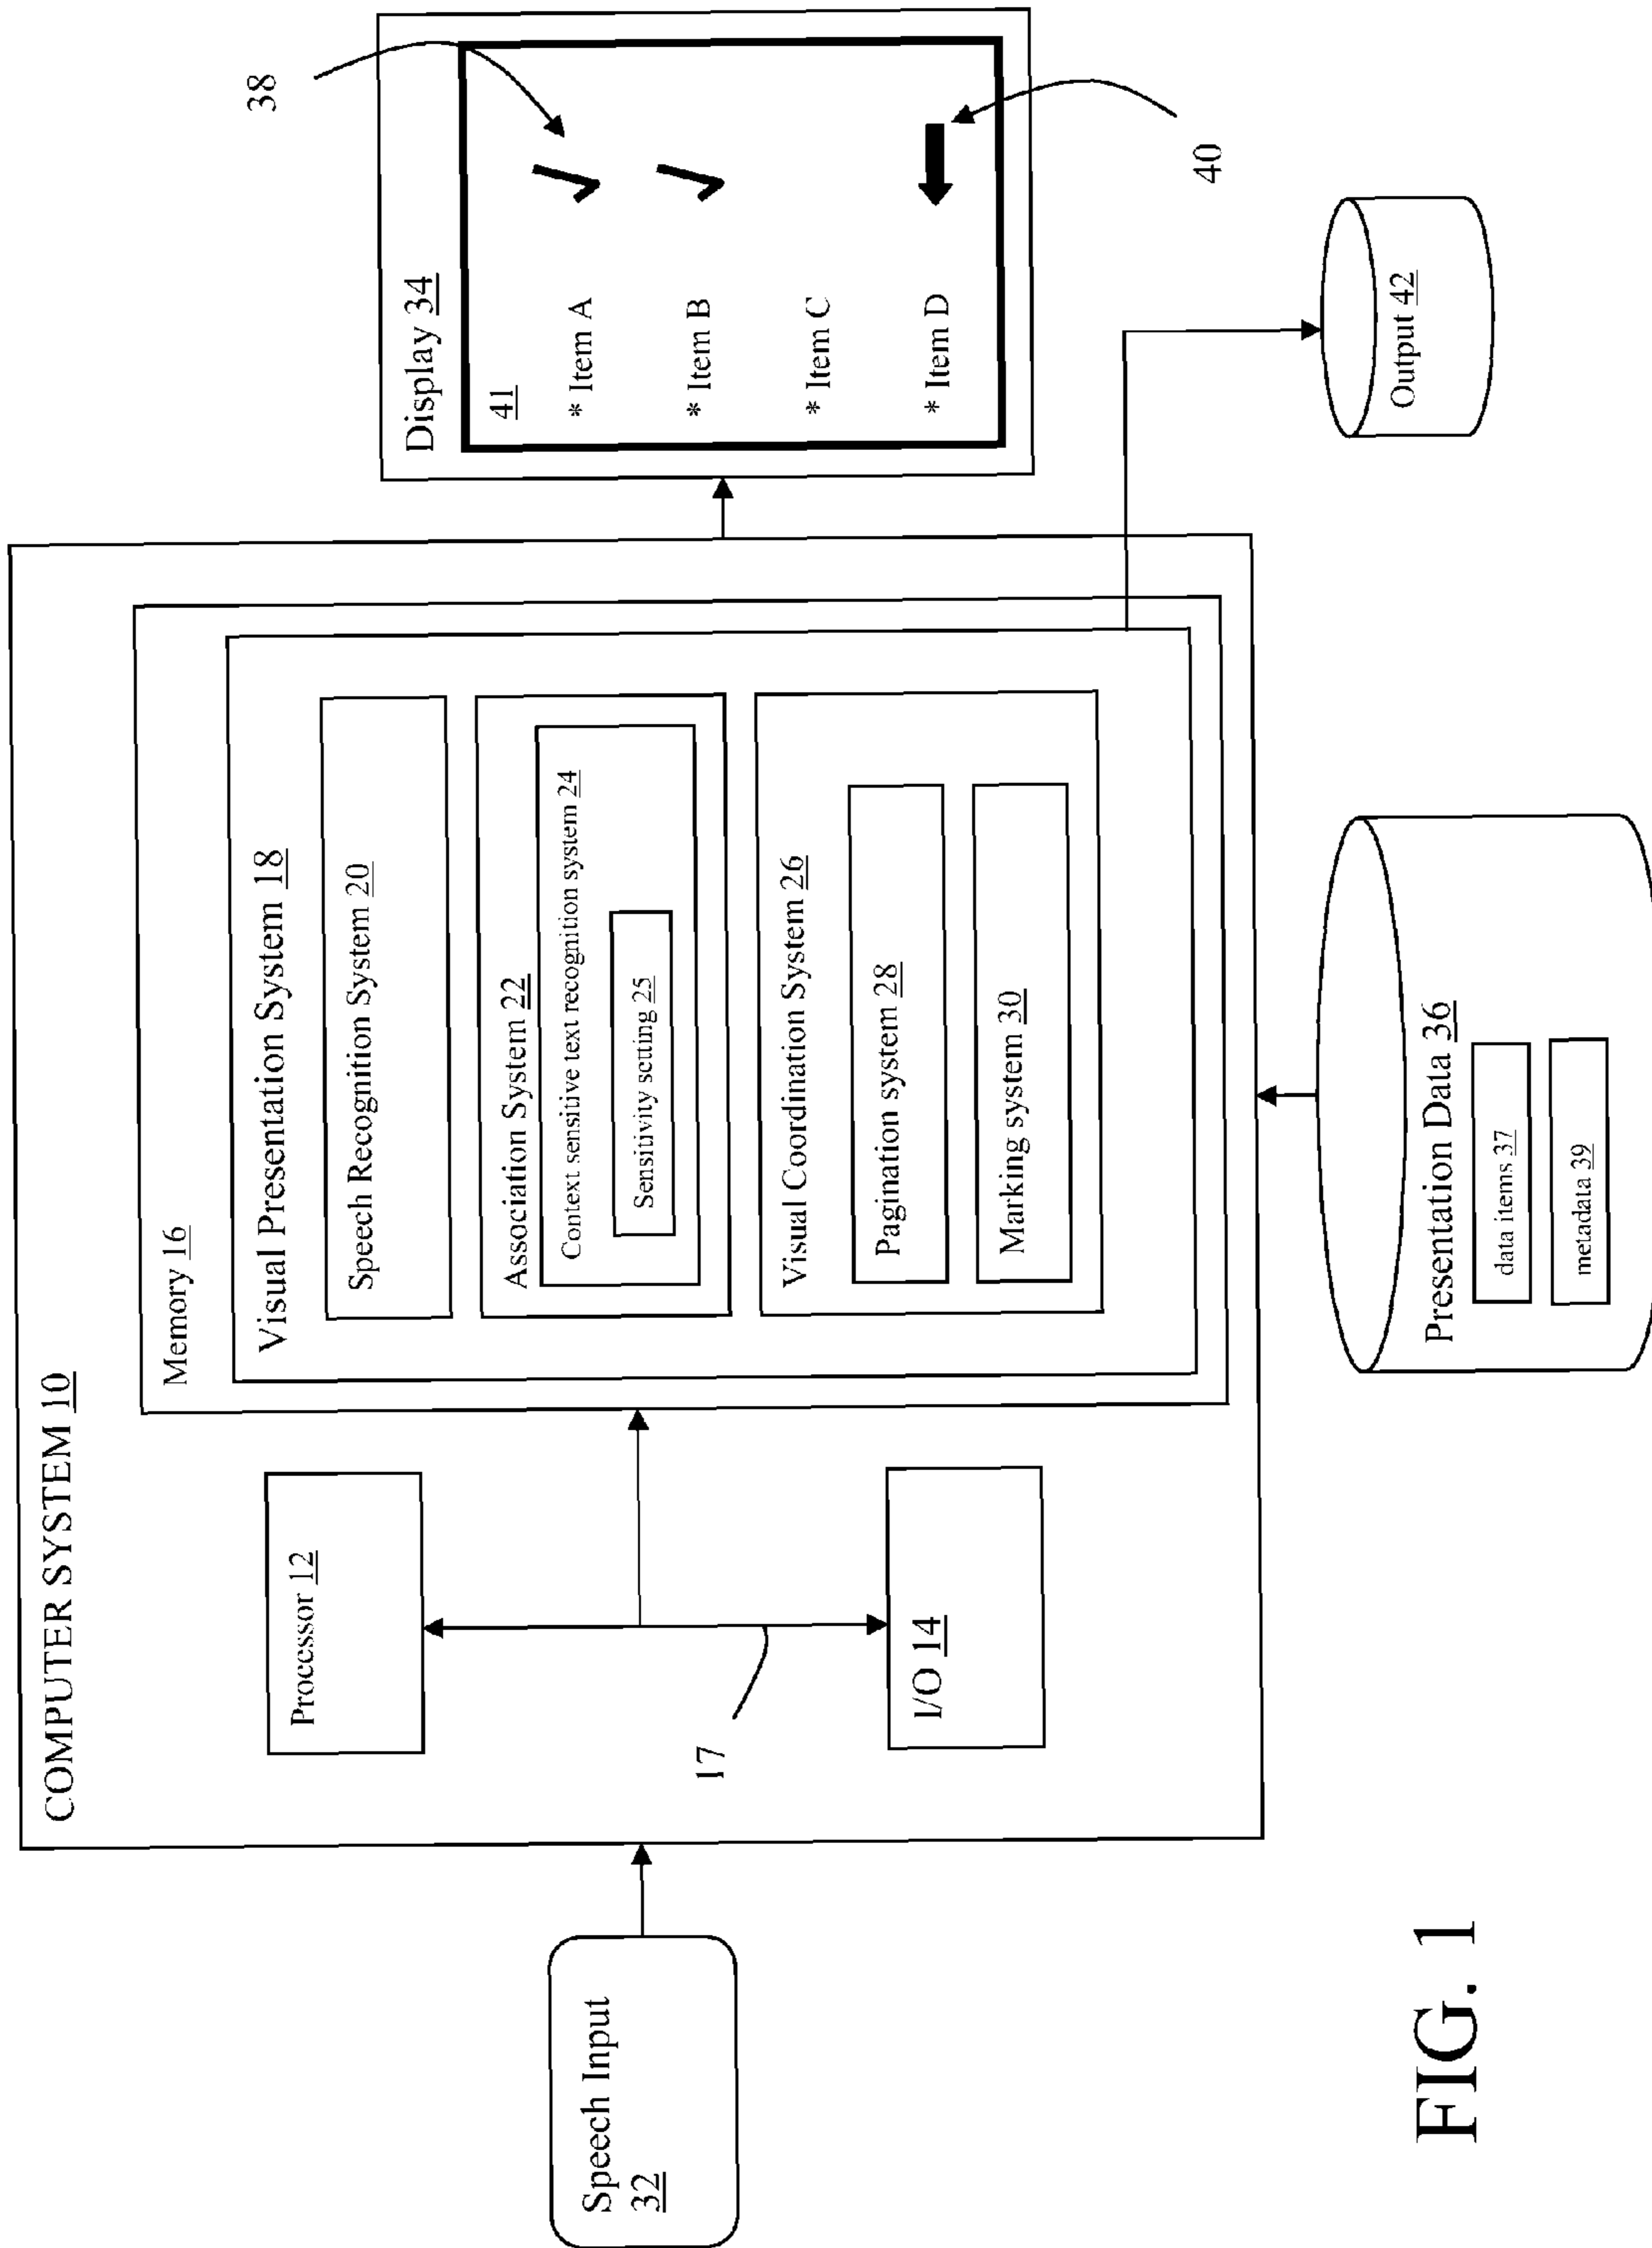 COMPUTER SYSTEM 10
Processor 12
17
I/O 14
Memory 16
Visual Presentation System 18
Speech Recognition System 20
Association System 22
Context sensitive text recognition system 24
Sensitivity setting 25
Visual Coordination System 26
Pagination system 28
Marking system 30
Speech Input
32
Display 34
41
* Item A
* Item B
* Item C
* Item D
38
40
Output 42
Presentation Data 36
data items 37
metadata 39
FIG. 1